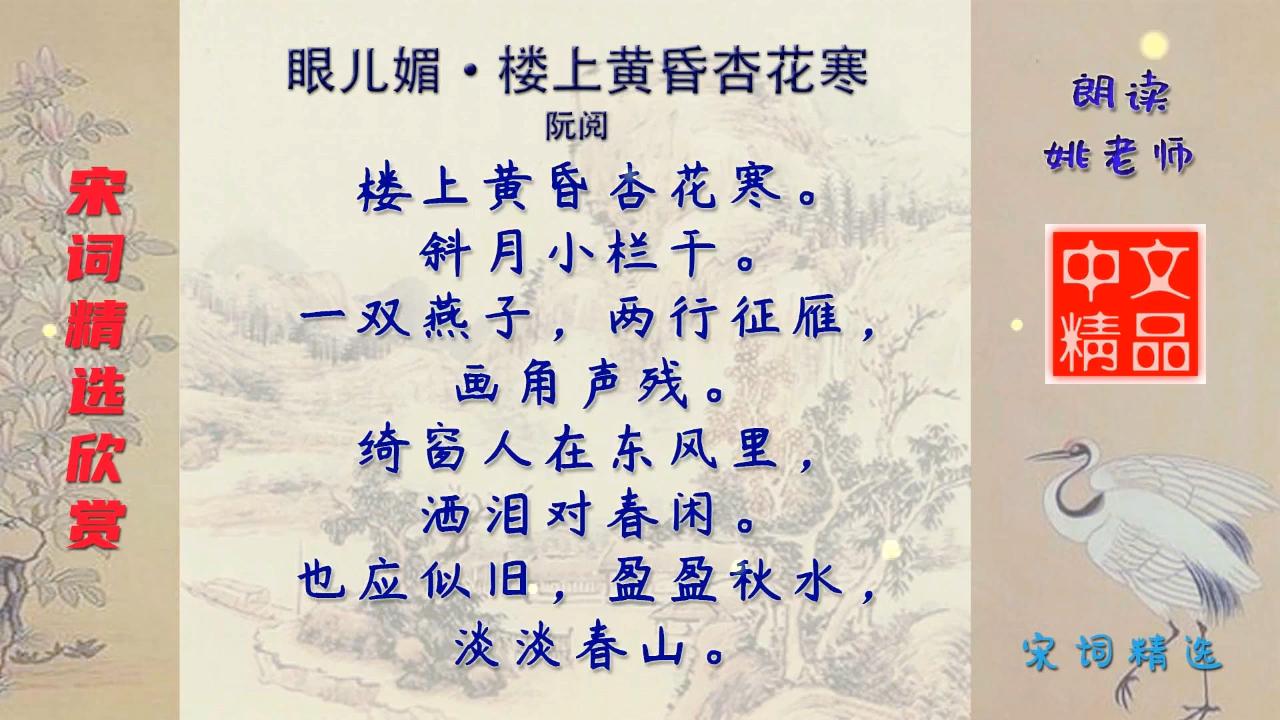 宋词精选欣赏
眼儿媚·楼上黄昏杏花寒
阮阅
楼上黄昏杏花寒。
斜月小栏干。
一双燕子，两行征雁，
画角声残。
绮窗人在东风里，
洒泪对春闲。
也应似旧，盈盈秋水，
淡淡春山。
朗读
姚老师
中文
精品
宋词精选